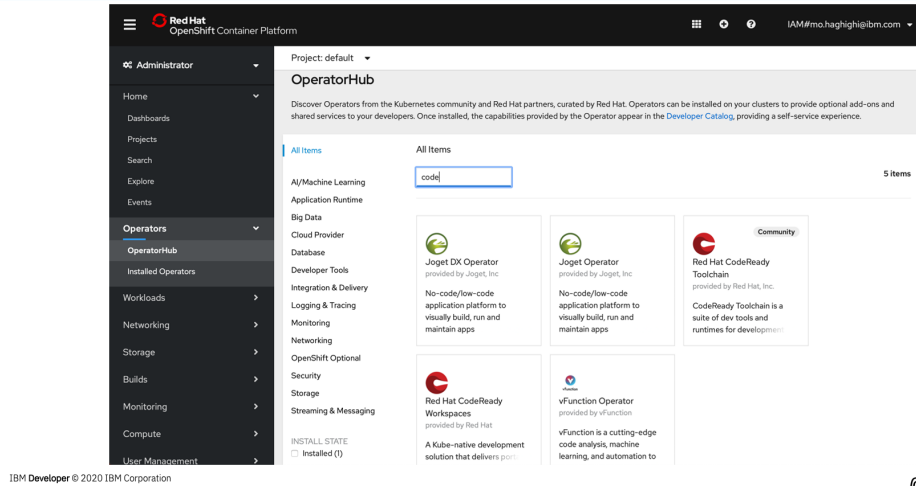 Red Hat
OpenShift Container Platform
IAM#mo.haghighi@ibm.com
Administrator
Home
Dashboards
Projects
Search
Explore
Events
Operators
OperatorHub
Installed Operators
Workloads
Networking
Storage
Builds
Monitoring
Compute
User Management
Project: default
OperatorHub
Discover Operators from the Kubernetes community and Red Hat partners, curated by Red Hat. Operators can be installed on your clusters to provide optional add-ons and
shared services to your developers. Once installed, the capabilities provided by the Operator appear in the Developer Catalog, providing a self-service experience.
All Items
AI/Machine Learning
Application Runtime
Big Data
Cloud Provider
Database
Developer Tools
Integration & Delivery
Logging & Tracing
Monitoring
Networking
OpenShift Optional
Security
Storage
Streaming & Messaging
INSTALL STATE
Installed (1)
All Items
code
5 items
Joget DX Operator
provided by Joget, Inc
No-code/low-code
application platform to
visually build, run and
maintain apps
Joget Operator
provided by Joget, Inc
No-code/low-code
application platform to
visually build, run and
maintain apps
Community
Red Hat CodeReady
Toolchain
provided by Red Hat, Inc.
CodeReady Toolchain is a
suite of dev tools and
runtimes for developmen
Red Hat CodeReady
Workspaces
provided by Red Hat
A Kube-native development
solution that delivers port
vFunction Operator
provided by vFunction
vFunction is a cutting-edge
code analysis, machine
learning, and automation to
IBM Developer © 2020 IBM Corporation